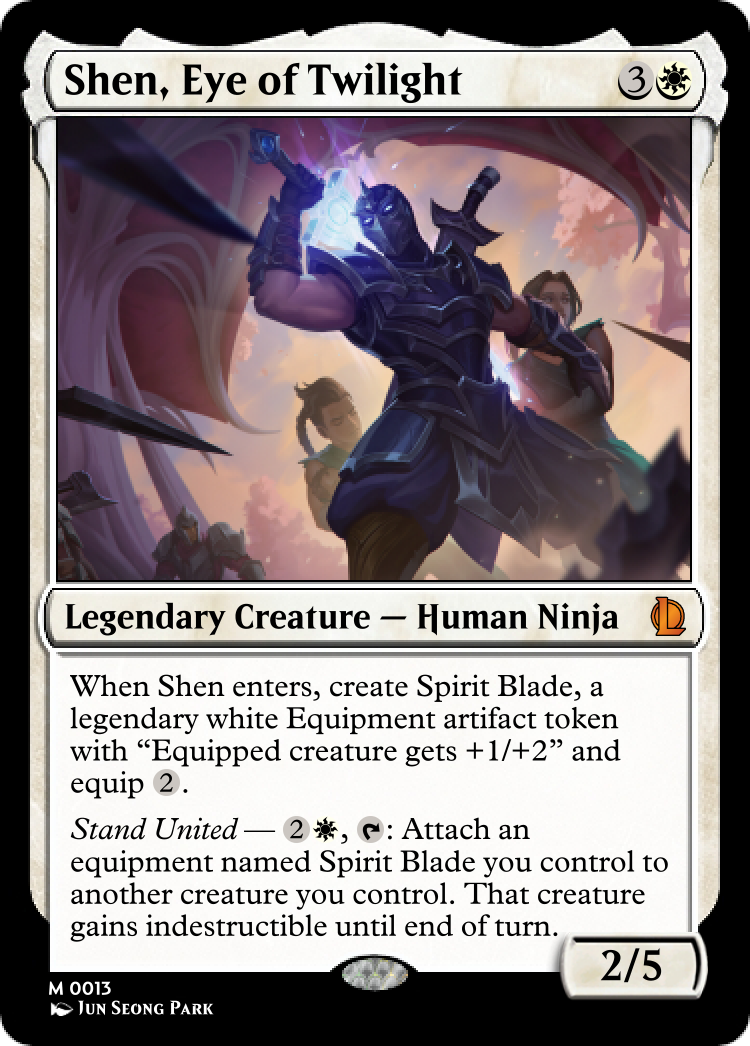 Shen, Eye of Twilight 3
Legendary Creature — Human Ninja
When Shen enters, create Spirit Blade, a
legendary white Equipment artifact token
with “Equipped creature gets +1/+2” and
equip 2.
Stand United — 2, : Attach an
equipment named Spirit Blade you control to
another creature you control. That creature
gains indestructible until end of turn.
2/5
M 0013
Jun Seong Park